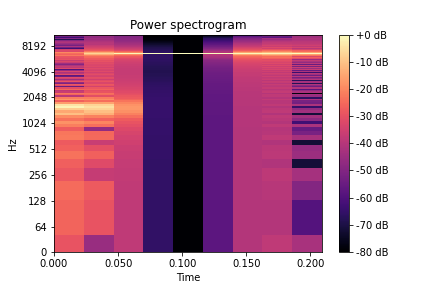 Power spectrogram
8192
4096
2048
1024
512
256
128
64
0
Hz
0.000 0.050 0.100 0.150 0.200
Time
+0 dB
-10 dB
-20 dB
-30 dB
-40 dB
-50 dB
-60 dB
-70 dB
-80 dB